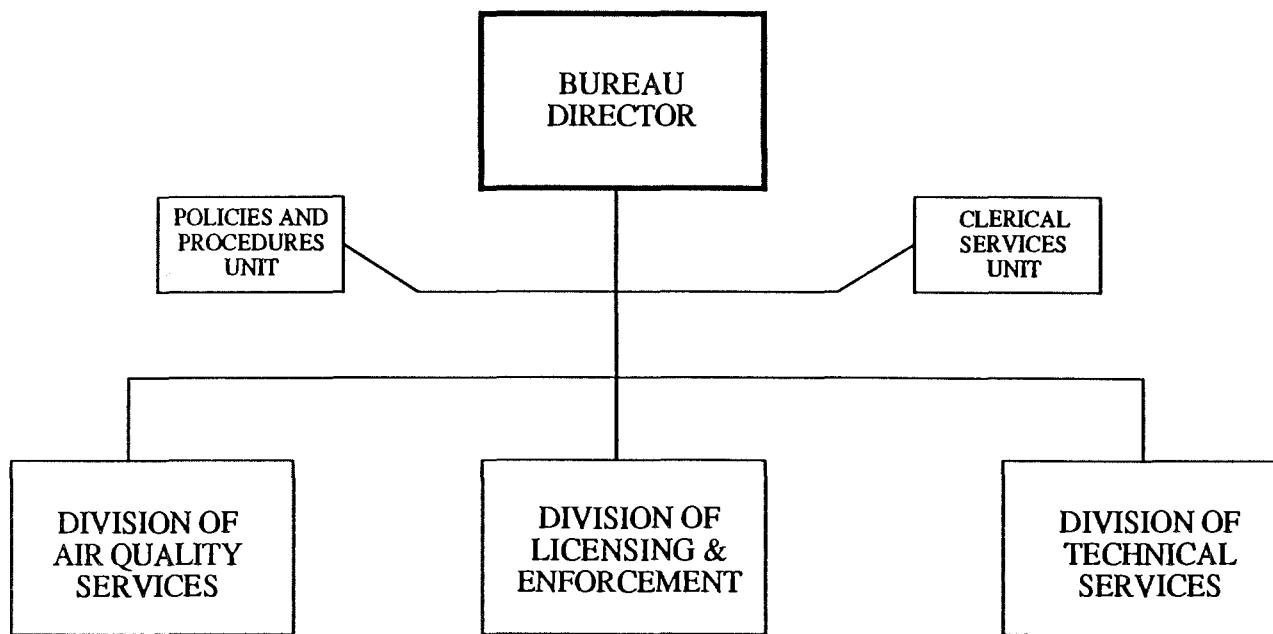 BUREAU
DIRECTOR
POLICIES AND
PROCEDURES
UNIT
CLERICAL
SERVICES
UNIT
DIVISION OF
AIR QUALITY
SERVICES
DIVISION OF
LICENSING &
ENFORCEMENT
DIVISION OF
TECHNICAL
SERVICES